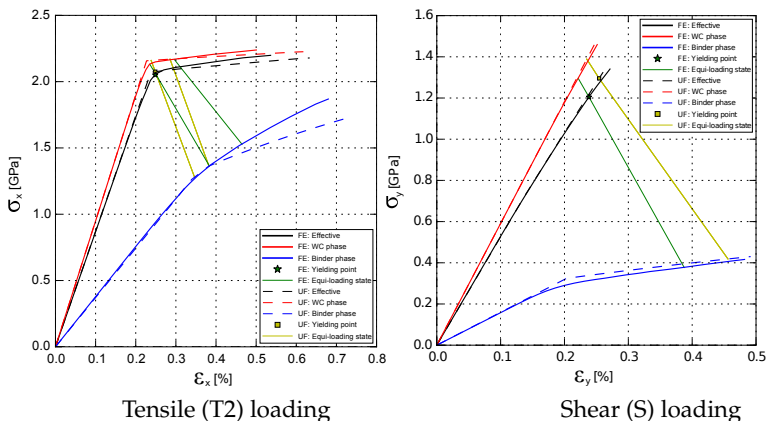 2.5
2.0
1.5
1.0
0.5
0.0
σx [GPa]
FE: Effective
FE: WC phase
FE: Binder phase
FE: Yielding point
FE: Equi-loading state
UF: Effective
UF: WC phase
UF: Binder phase
UF: Yielding point
UF: Equi-loading state
0.0 0.1 0.2 0.3 0.4 0.5 0.6 0.7 0.8
εx [%]
Tensile (T2) loading
1.6
1.4
1.2
1.0
0.8
0.6
0.4
0.2
0.0
σy [GPa]
FE: Effective
FE: WC phase
FE: Binder phase
FE: Yielding point
FE: Equi-loading state
UF: Effective
UF: WC phase
UF: Binder phase
UF: Yielding point
UF: Equi-loading state
0.0 0.1 0.2 0.3 0.4 0.5
εy [%]
Shear (S) loading